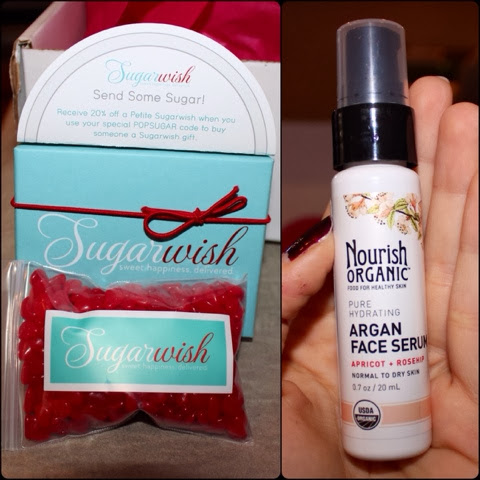 Sugarwish
Send Some Sugar!
Receive 20% off a Petite Sugarwish when you
use your special POPSUGAR code to buy
someone a Sugarwish gift.
Sugarwish
sweet happiness, delivered.
Sugarwish
sweet happiness, delivered.
Nourish
ORGANIC™
FOOD FOR HEALTHY SKIN
PURE
HYDRATING
ARGAN
FACE SERUM
APRICOT + ROSEHIP
NORMAL TO DRY SKIN
0.7 oz / 20 mL
USDA
ORGANIC